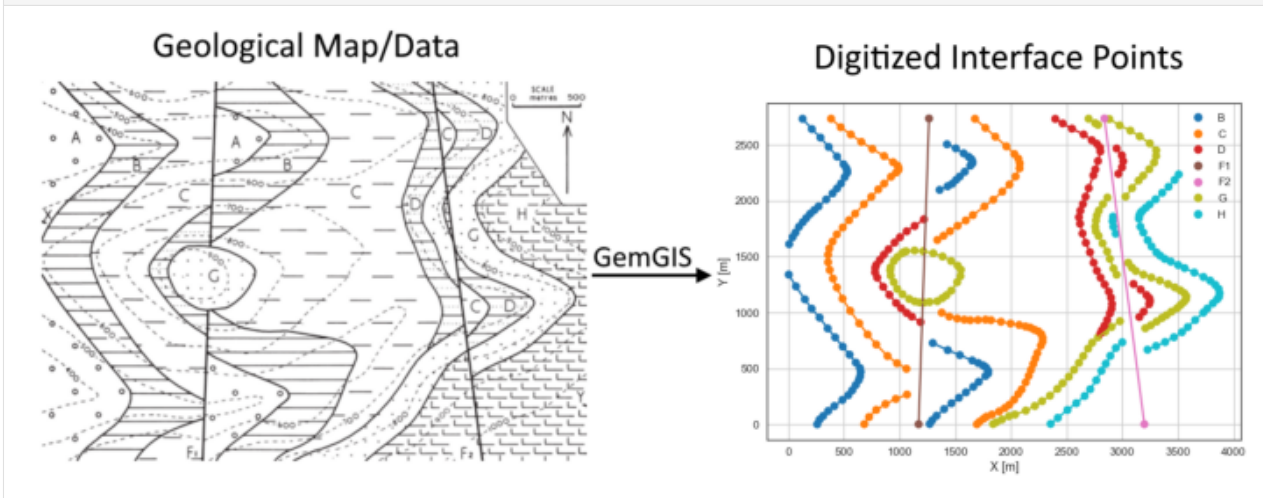 Geological Map/Data
Digitized Interface Points
SCALE
metres
0 500
N
A
A
B
B
C
C
C
D
D
H
G
G
C
D
X
Y
F₂
GemGIS
Y [m]
2500
2000
1500
1000
500
0
0 500 1000 1500 2000 2500 3000 3500 4000
X [m]
B
C
D
F1
F2
G
H